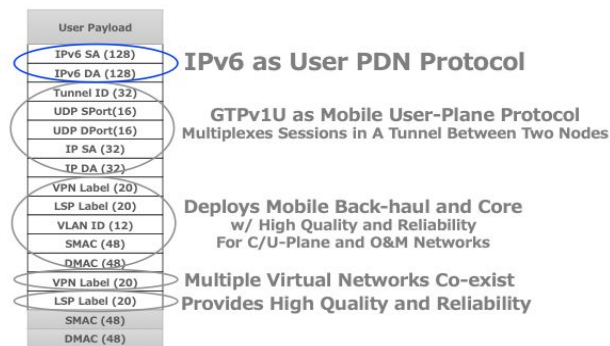 User Payload
IPv6 SA (128)
IPv6 DA (128)
IPv6 as User PDN Protocol
Tunnel ID (32)
UDP SPort(16)
UDP DPort(16)
IP SA (32)
IP DA (32)
GTPv1U as Mobile User-Plane Protocol
Multiplexes Sessions in A Tunnel Between Two Nodes
VPN Label (20)
LSP Label (20)
VLAN ID (12)
SMAC (48)
DMAC (48)
Deploys Mobile Back-haul and Core
w/ High Quality and Reliability
For C/U-Plane and O&M Networks
VPN Label (20)
Multiple Virtual Networks Co-exist
LSP Label (20)
Provides High Quality and Reliability
SMAC (48)
DMAC (48)